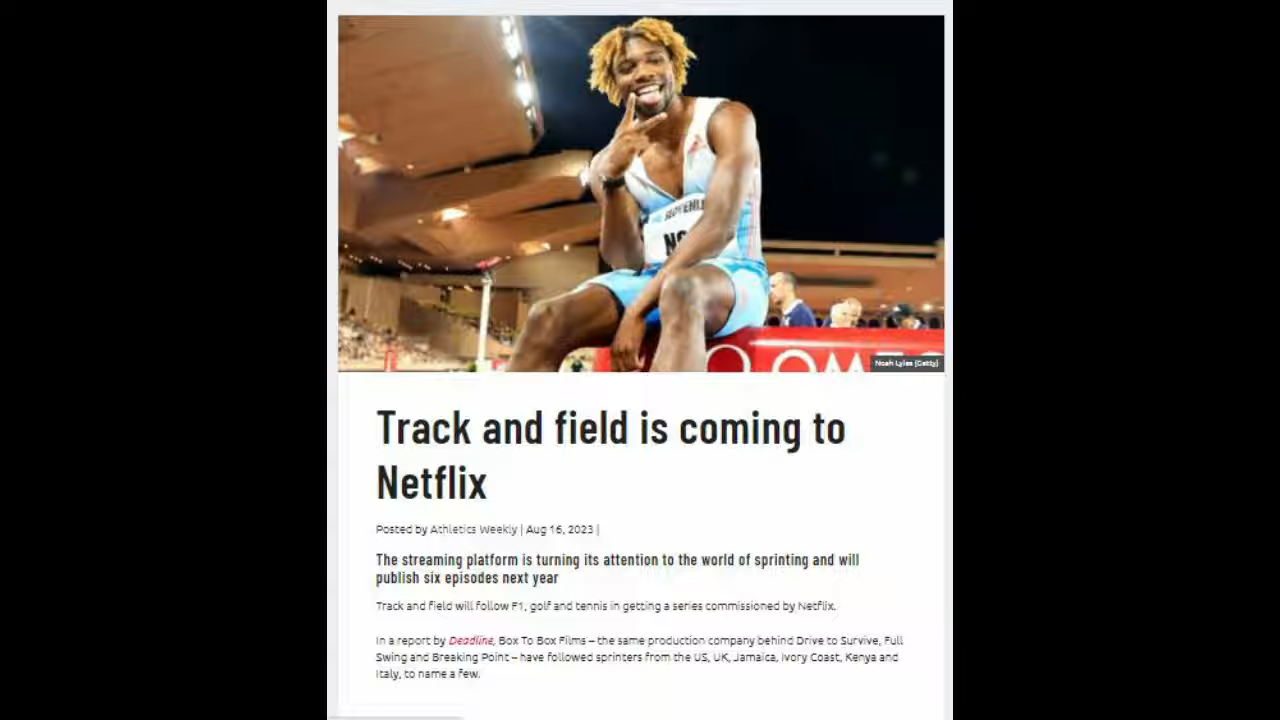 SLOVENIJ
NO
OME
Noah Lyles (Getty)
Track and field is coming to
Netflix
Posted by Athletics Weekly | Aug 16, 2023 |
The streaming platform is turning its attention to the world of sprinting and will
publish six episodes next year
Track and field will follow F1, golf and tennis in getting a series commissioned by Netflix.
In a report by Deadline, Box To Box Films – the same production company behind Drive to Survive, Full
Swing and Breaking Point – have followed sprinters from the US, UK, Jamaica, Ivory Coast, Kenya and
Italy, to name a few.